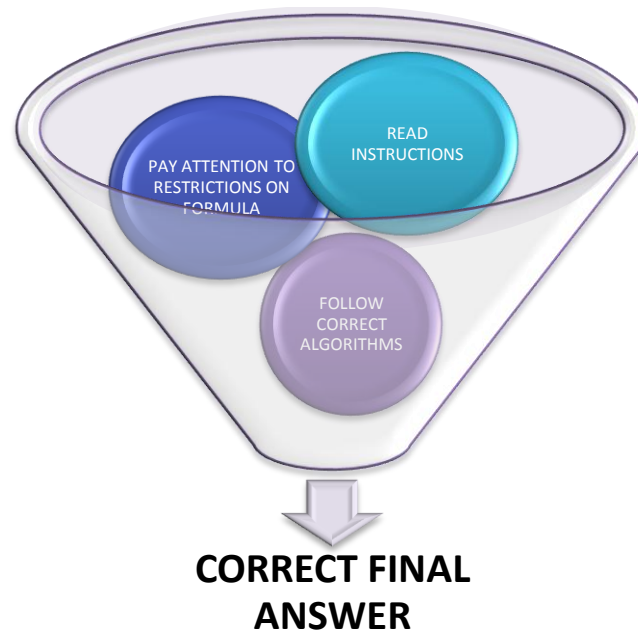 READ
INSTRUCTIONS
PAY ATTENTION TO
RESTRICTIONS ON
FORMULA
FOLLOW
CORRECT
ALGORITHMS
CORRECT FINAL
ANSWER